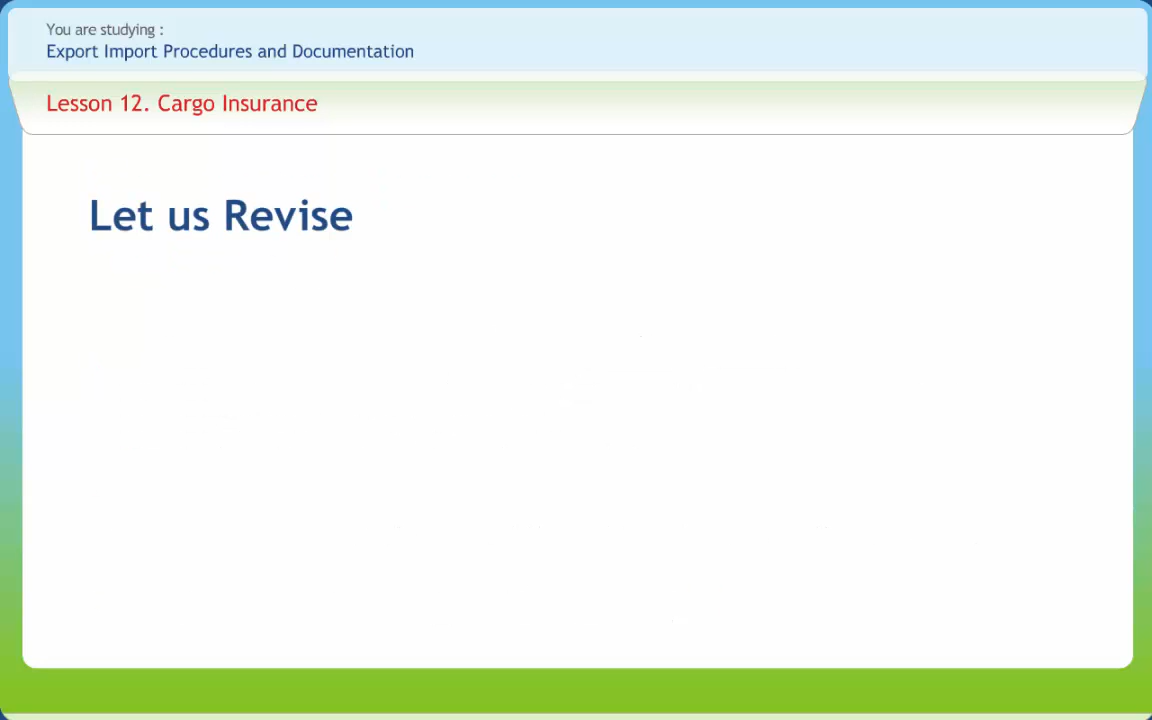 You are studying :
Export Import Procedures and Documentation
Lesson 12. Cargo Insurance
Let us Revise